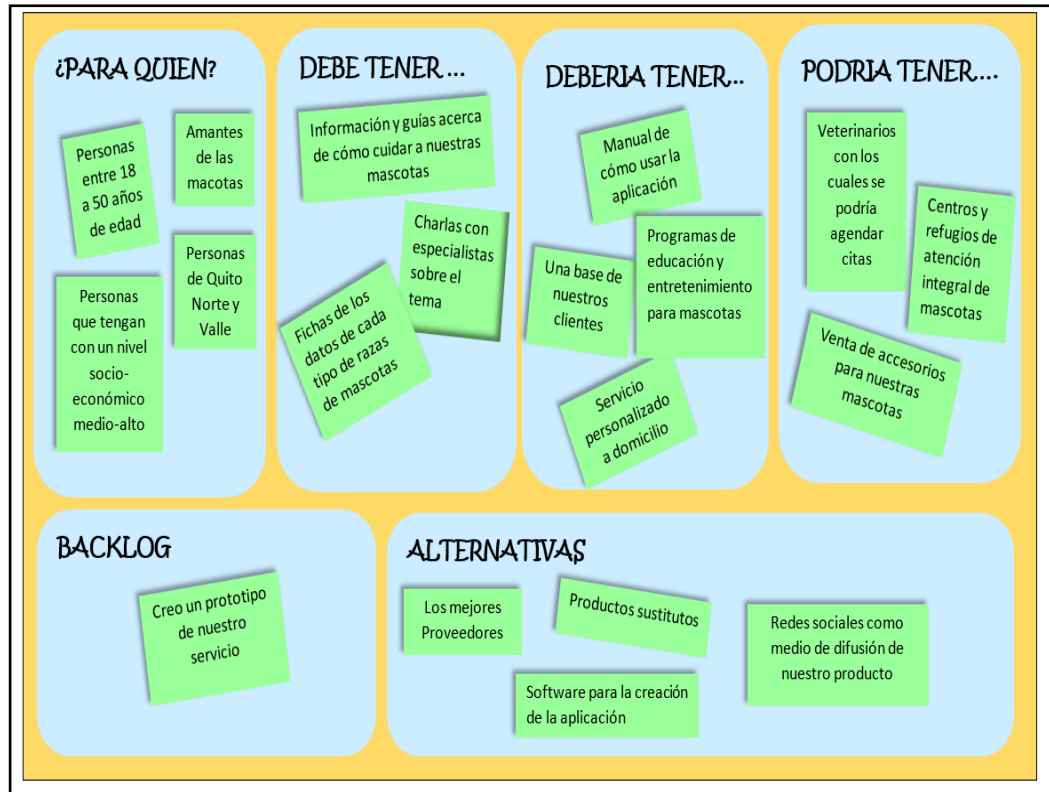 ¿PARA QUIEN?
Personas
entre 18
a 50 años
de edad
Amantes
de las
macotas
Personas
que tengan
con un nivel
socio-
económico
medio-alto
Personas
de Quito
Norte y
Valle
DEBE TENER...
Información y guías acerca
de cómo cuidar a nuestras
mascotas
Charlas con
especialistas
sobre el
tema
Fichas de los
datos de cada
tipo de razas
de mascotas
DEBERIA TENER...
Manual de
cómo usar la
aplicación
Una base de
nuestros
clientes
Programas de
educación y
entretenimiento
para mascotas
Servicio
personalizado
a domicilio
PODRIA TENER....
Veterinarios
con los
cuales se
podría
agendar
citas
Centros y
refugios de
atención
integral de
mascotas
Venta de accesorios
para nuestras
mascotas
BACKLOG
Creo un prototipo
de nuestro
servicio
ALTERNATIVAS
Los mejores
Proveedores
Productos sustitutos
Software para la creación
de la aplicación
Redes sociales como
medio de difusión de
nuestro producto